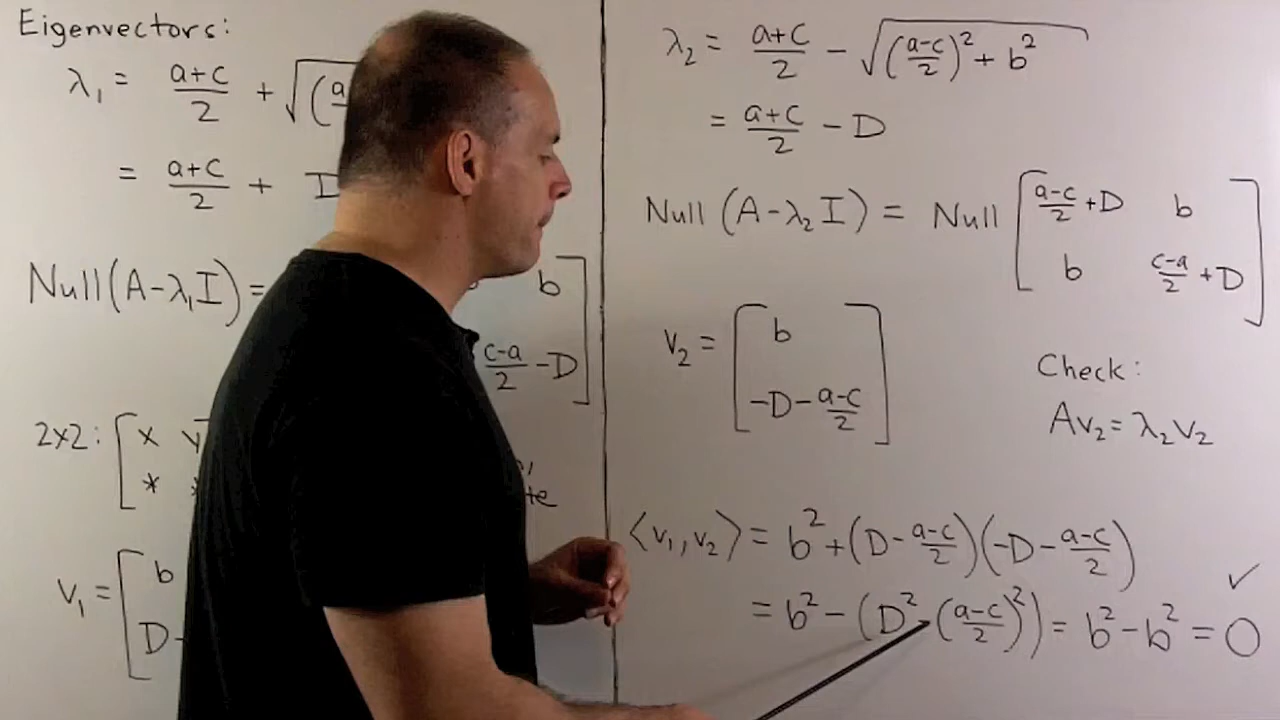 Eigenvectors:
λ₁ = (a+c)/2 + √((a
= (a+c)/2 + D
Null(A-λ₁I) =
b
(c-a)/2 - D
2x2: [x y
* *
te
v₁ = [b
D-
λ₂ = (a+c)/2 - √(((a-c)/2)² + b²)
= (a+c)/2 - D
Null(A-λ₂I) = Null [(a-c)/2 + D b
b (c-a)/2 + D]
v₂ = [b
-D - (a-c)/2]
Check:
Av₂ = λ₂v₂
⟨v₁, v₂⟩ = b² + (D - (a-c)/2)(-D - (a-c)/2)
= b² - (D² - ((a-c)/2)²) = b² - b² = 0 ✓